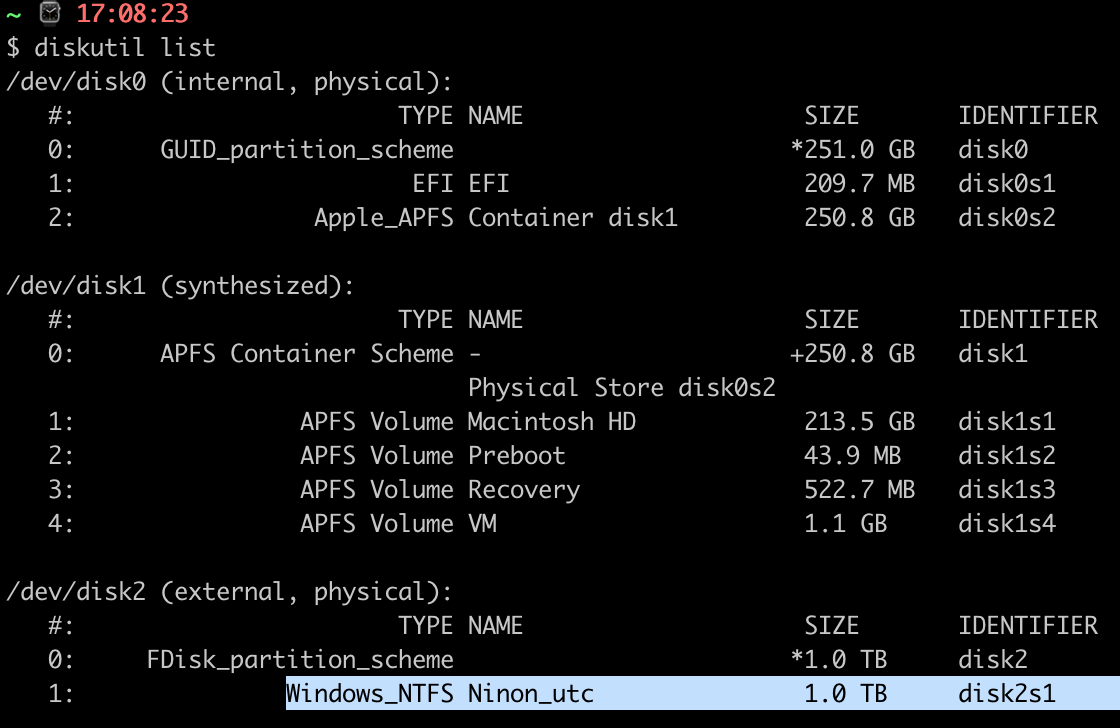 ~ 17:08:23
$ diskutil list
/dev/disk0 (internal, physical):
   #:                       TYPE NAME                    SIZE       IDENTIFIER
   0:      GUID_partition_scheme                        *251.0 GB   disk0
   1:                        EFI EFI                     209.7 MB   disk0s1
   2:                 Apple_APFS Container disk1         250.8 GB   disk0s2

/dev/disk1 (synthesized):
   #:                       TYPE NAME                    SIZE       IDENTIFIER
   0:      APFS Container Scheme -                      +250.8 GB   disk1
                                 Physical Store disk0s2
   1:                APFS Volume Macintosh HD            213.5 GB   disk1s1
   2:                APFS Volume Preboot                 43.9 MB    disk1s2
   3:                APFS Volume Recovery                522.7 MB   disk1s3
   4:                APFS Volume VM                      1.1 GB     disk1s4

/dev/disk2 (external, physical):
   #:                       TYPE NAME                    SIZE       IDENTIFIER
   0:     FDisk_partition_scheme                        *1.0 TB     disk2
   1:               Windows_NTFS Ninon_utc               1.0 TB     disk2s1